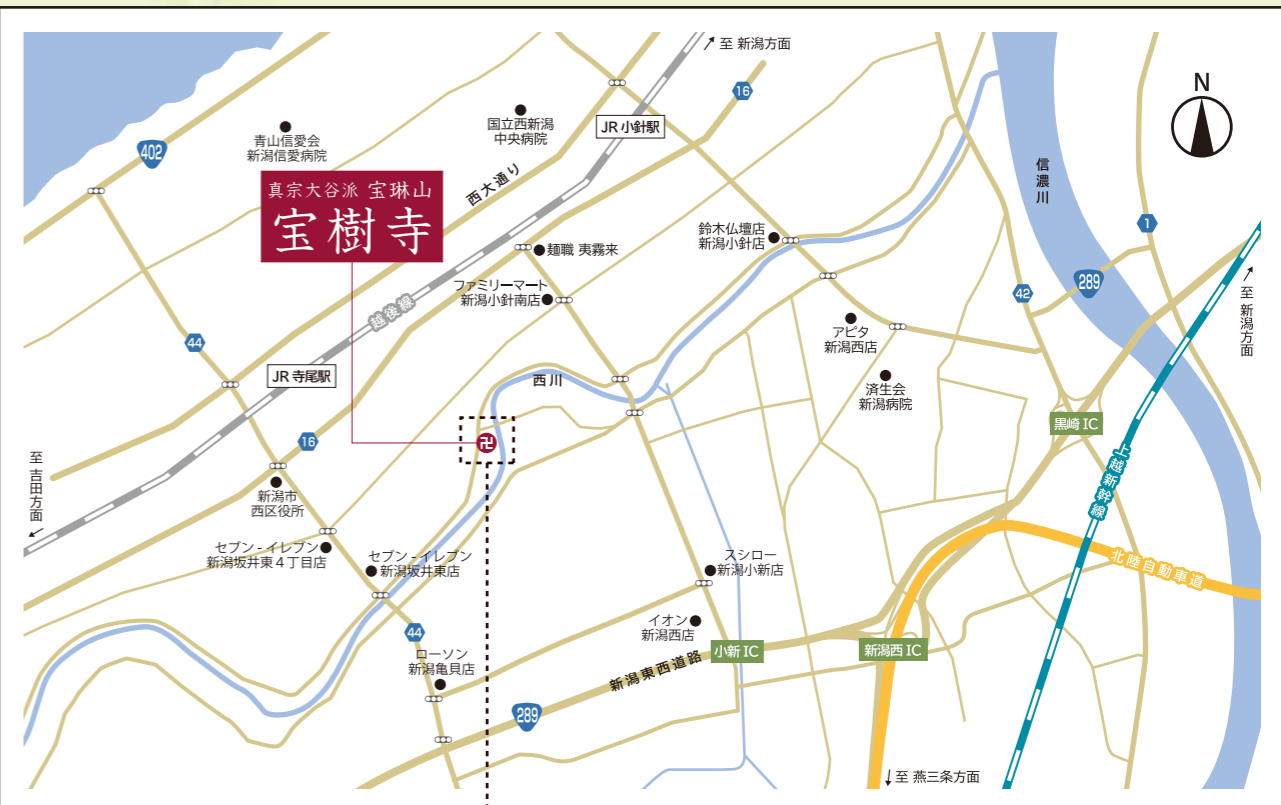 至 新潟方面
N
16
国立西新潟
中央病院
JR 小針駅
青山信愛会
新潟信愛病院
402
信濃川
西大通り
真宗大谷派 宝琳山
宝樹寺
鈴木仏壇店
新潟小針店
1
麺職 夷霧来
ファミリーマート
新潟小針南店
289
42
至 新潟方面
越後線
アピタ
新潟西店
44
JR 寺尾駅
西川
済生会
新潟病院
黒崎 IC
卍
16
至 吉田方面
上越新幹線
新潟市
西区役所
セブン - イレブン
新潟坂井東４丁目店
セブン - イレブン
新潟坂井東店
スシロー
新潟小新店
北陸自動車道
44
イオン
新潟西店
小新 IC
新潟西 IC
ローソン
新潟亀貝店
新潟東西道路
289
至 燕三条方面